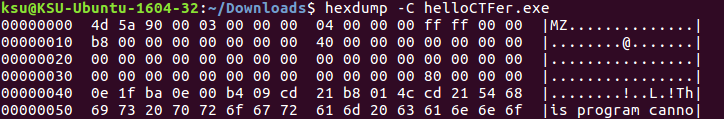 ksu@KSU-Ubuntu-1604-32:~/Downloads$ hexdump -C helloCTFer.exe
00000000  4d 5a 90 00 03 00 00 00  04 00 00 00 ff ff 00 00  |MZ..............|
00000010  b8 00 00 00 00 00 00 00  40 00 00 00 00 00 00 00  |........@.......|
00000020  00 00 00 00 00 00 00 00  00 00 00 00 00 00 00 00  |................|
00000030  00 00 00 00 00 00 00 00  00 00 00 00 80 00 00 00  |................|
00000040  0e 1f ba 0e 00 b4 09 cd  21 b8 01 4c cd 21 54 68  |........!..L.!Th|
00000050  69 73 20 70 72 6f 67 72  61 6d 20 63 61 6e 6e 6f  |is program canno|